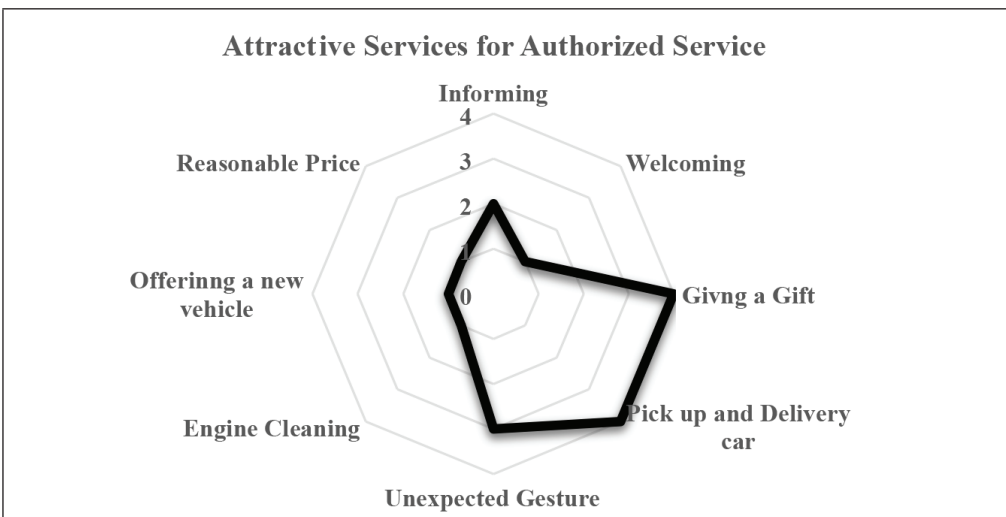 Attractive Services for Authorized Service
Informing
4
Reasonable Price
3
Welcoming
2
1
Offerinng a new
vehicle
0
Givng a Gift
Pick up and Delivery
car
Engine Cleaning
Unexpected Gesture